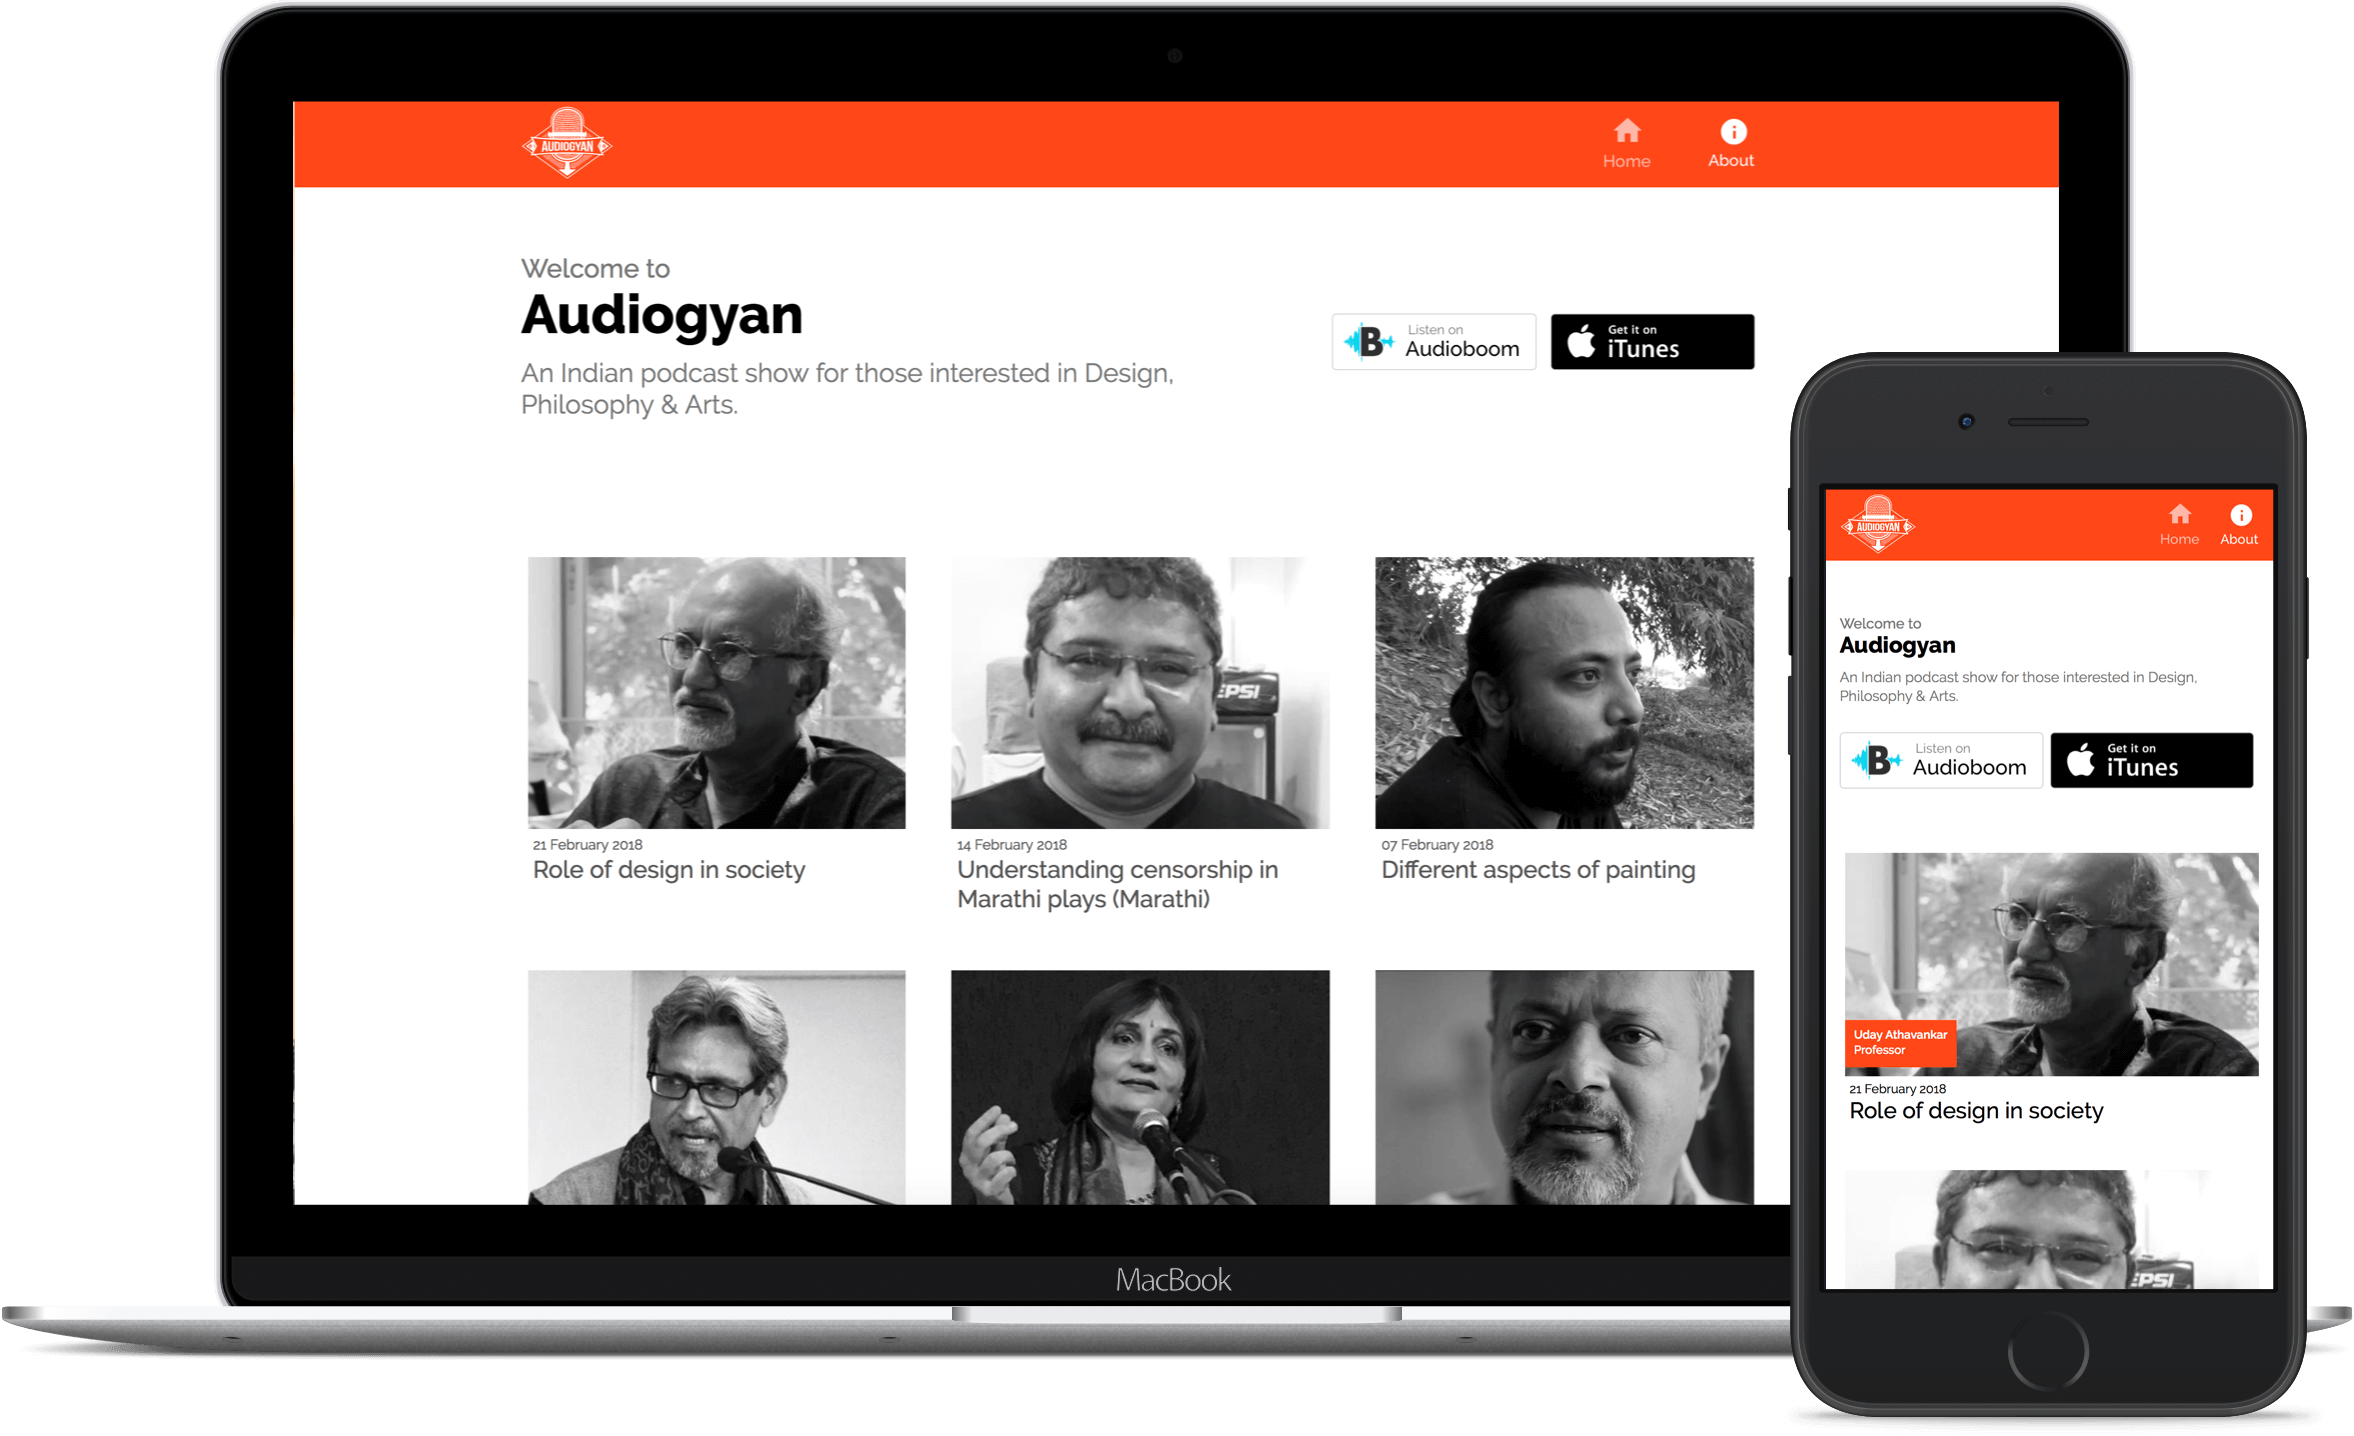 AUDIOGYAN
Home
About
Welcome to
Audiogyan
An Indian podcast show for those interested in Design,
Philosophy & Arts.
B
Listen on
Audioboom
Get it on
iTunes
EPSI
21 February 2018
Role of design in society
14 February 2018
Understanding censorship in
Marathi plays (Marathi)
07 February 2018
Different aspects of painting
MacBook
AUDIOGYAN
Home
About
Welcome to
Audiogyan
An Indian podcast show for those interested in Design,
Philosophy & Arts.
B
Listen on
Audioboom
Get it on
iTunes
Uday Athavankar
Professor
21 February 2018
Role of design in society
EPSI